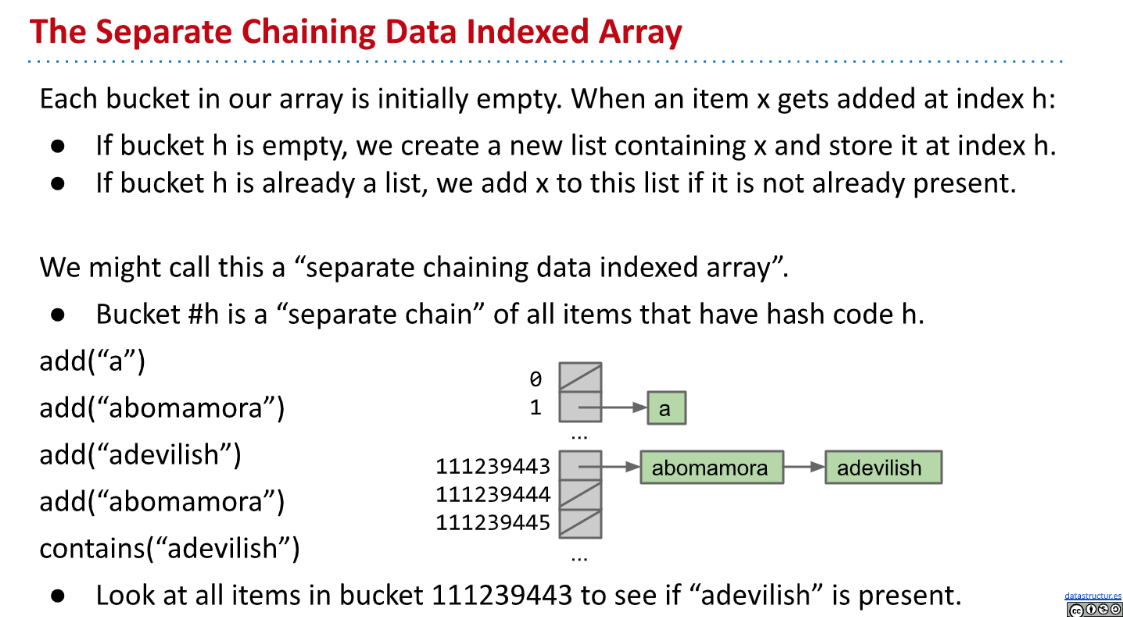 The Separate Chaining Data Indexed Array
Each bucket in our array is initially empty. When an item x gets added at index h:
● If bucket h is empty, we create a new list containing x and store it at index h.
● If bucket h is already a list, we add x to this list if it is not already present.
We might call this a “separate chaining data indexed array”.
● Bucket #h is a “separate chain” of all items that have hash code h.
add(“a”)
add(“abomamora”)
add(“adevilish”)
add(“abomamora”)
contains(“adevilish”)
0
1 a
...
111239443 abomamora adevilish
111239444
111239445
...
● Look at all items in bucket 111239443 to see if “adevilish” is present.
datastructur.es
cc